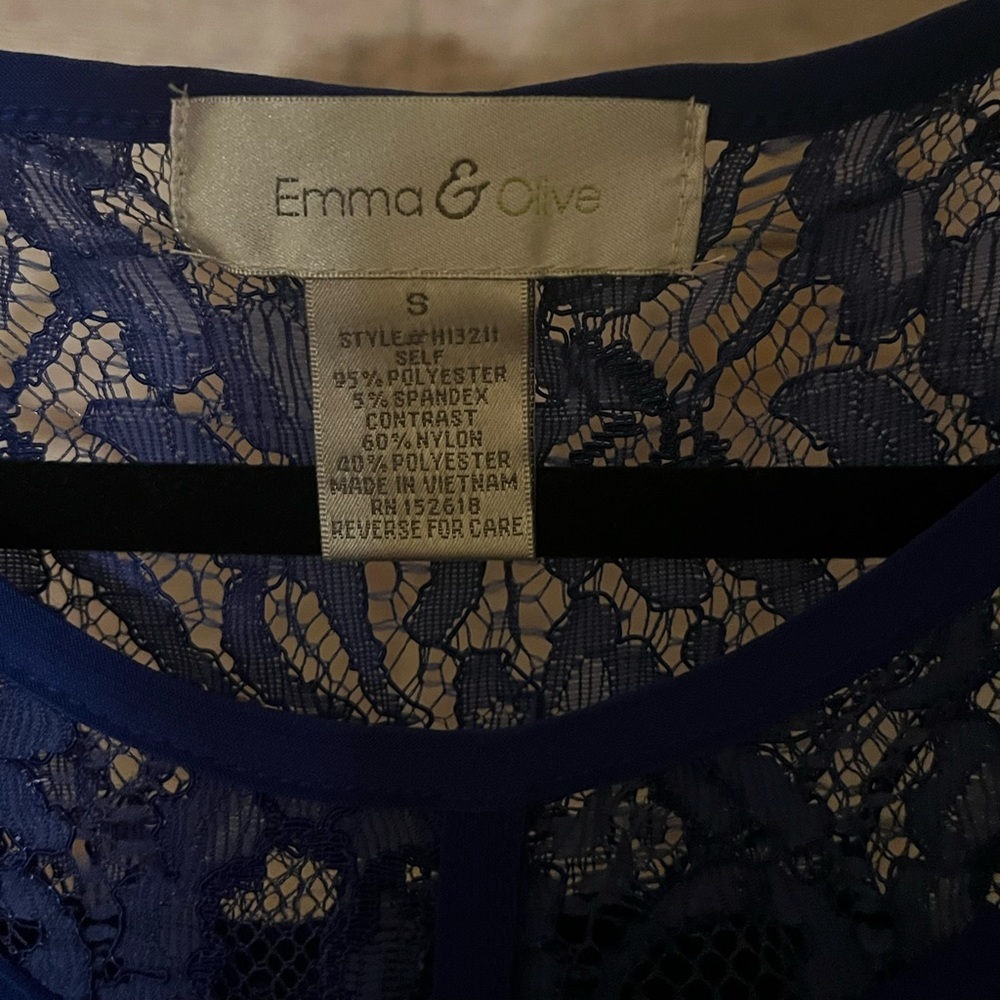 Emma & Olive
S
STYLE# H13211
SELF
95% POLYESTER
5% SPANDEX
CONTRAST
60% NYLON
40% POLYESTER
MADE IN VIETNAM
RN 152618
REVERSE FOR CARE